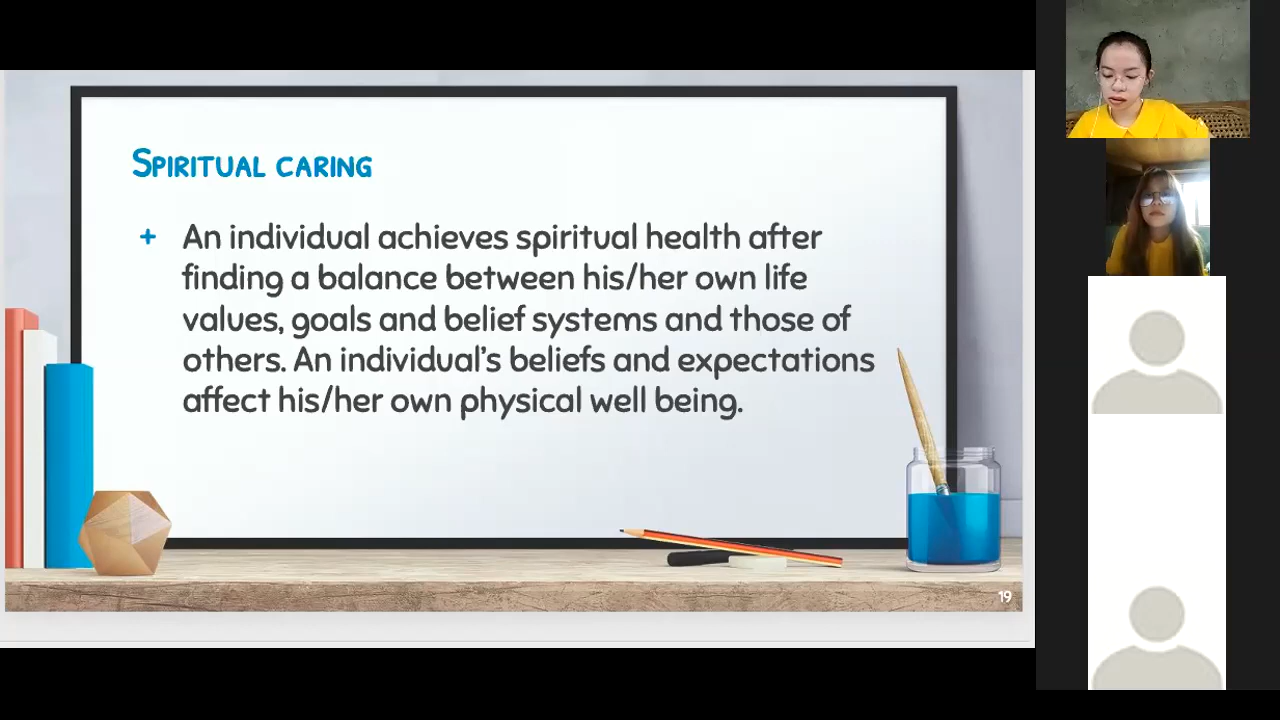 Spiritual caring
+ An individual achieves spiritual health after
finding a balance between his/her own life
values, goals and belief systems and those of
others. An individual's beliefs and expectations
affect his/her own physical well being.
19